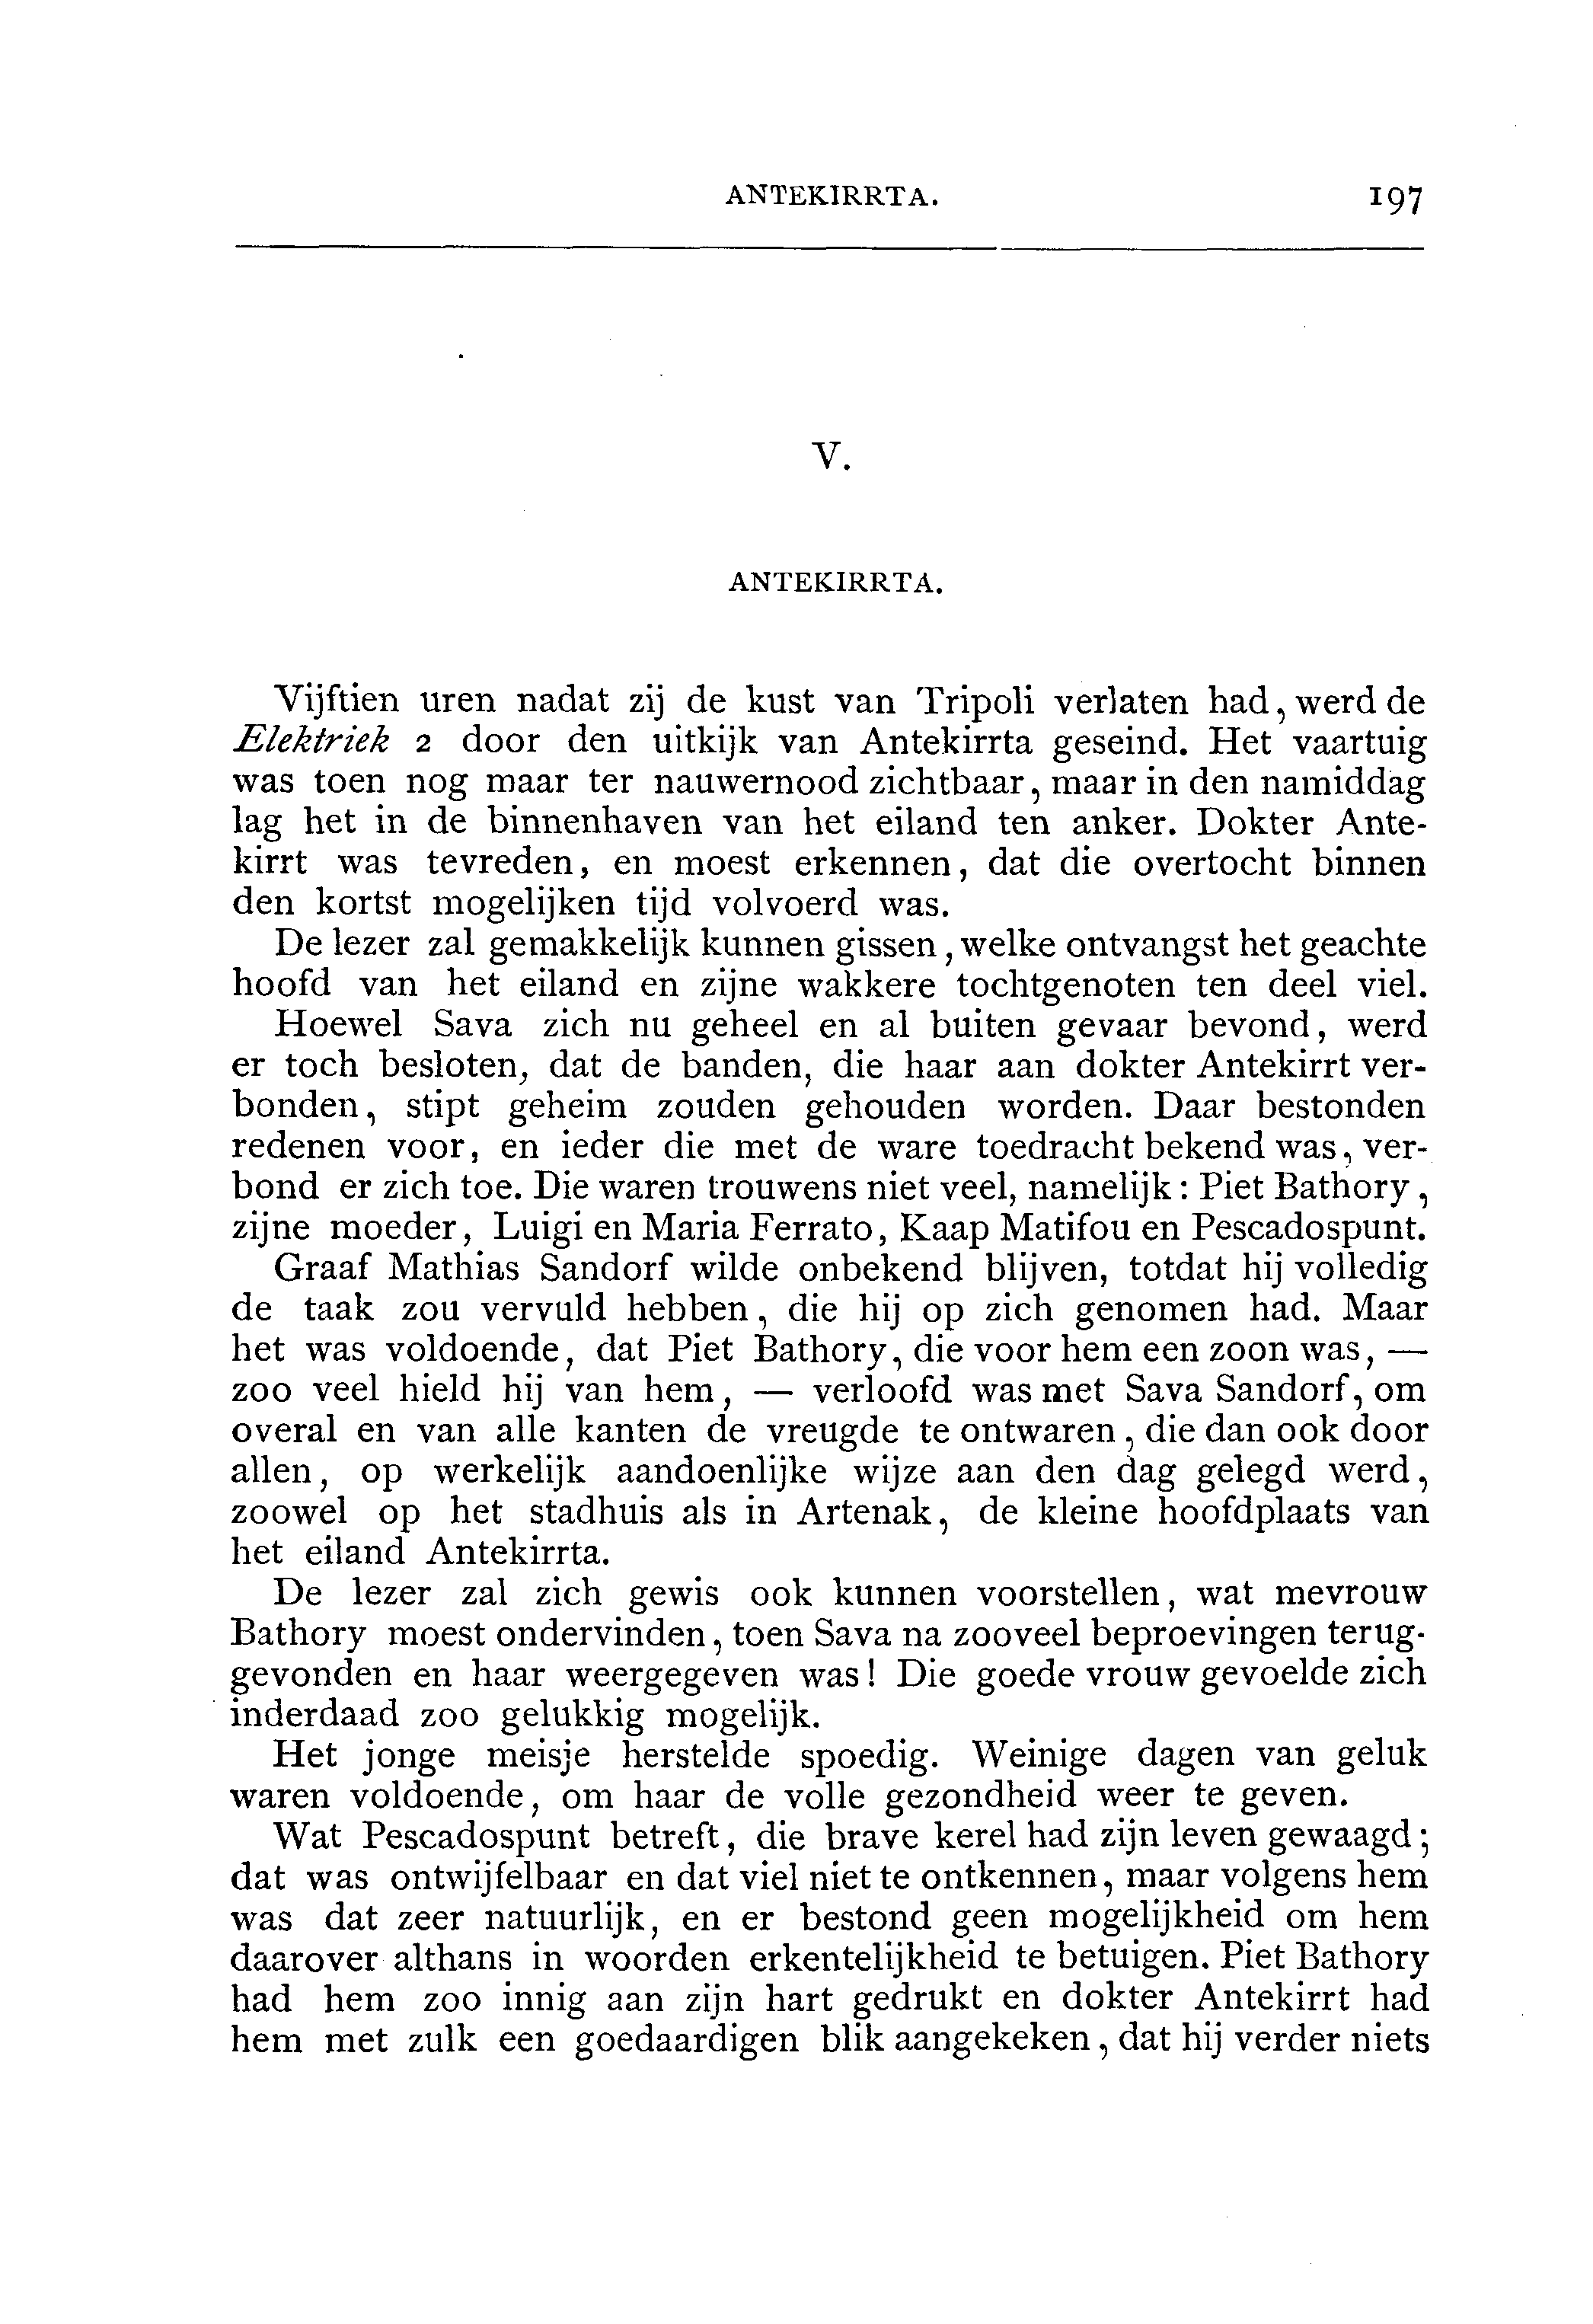 ANTEKIRRTA. 197
V.
ANTEKIRRTA.
Vijftien uren nadat zij de kust van Tripoli verlaten had, werd de
Elektriek 2 door den uitkijk van Antekirrta geseind. Het vaartuig
was toen nog maar ter nauwernood zichtbaar, maar in den namiddag
lag het in de binnenhaven van het eiland ten anker. Dokter Ante-
kirrt was tevreden, en moest erkennen, dat die overtocht binnen
den kortst mogelijken tijd volvoerd was.
De lezer zal gemakkelijk kunnen gissen, welke ontvangst het geachte
hoofd van het eiland en zijne wakkere tochtgenoten ten deel viel.
Hoewel Sava zich nu geheel en al buiten gevaar bevond, werd
er toch besloten, dat de banden, die haar aan dokter Antekirrt ver-
bonden, stipt geheim zouden gehouden worden. Daar bestonden
redenen voor, en ieder die met de ware toedracht bekend was, ver-
bond er zich toe. Die waren trouwens niet veel, namelijk: Piet Bathory,
zijne moeder, Luigi en Maria Ferrato, Kaap Matifou en Pescadospunt.
Graaf Mathias Sandorf wilde onbekend blijven, totdat hij volledig
de taak zou vervuld hebben, die hij op zich genomen had. Maar
het was voldoende, dat Piet Bathory, die voor hem een zoon was, —
zoo veel hield hij van hem, — verloofd was met Sava Sandorf, om
overal en van alle kanten de vreugde te ontwaren, die dan ook door
allen, op werkelijk aandoenlijke wijze aan den dag gelegd werd,
zoowel op het stadhuis als in Artenak, de kleine hoofdplaats van
het eiland Antekirrta.
De lezer zal zich gewis ook kunnen voorstellen, wat mevrouw
Bathory moest ondervinden, toen Sava na zooveel beproevingen terug-
gevonden en haar weergegeven was! Die goede vrouw gevoelde zich
inderdaad zoo gelukkig mogelijk.
Het jonge meisje herstelde spoedig. Weinige dagen van geluk
waren voldoende, om haar de volle gezondheid weer te geven.
Wat Pescadospunt betreft, die brave kerel had zijn leven gewaagd;
dat was ontwijfelbaar en dat viel niet te ontkennen, maar volgens hem
was dat zeer natuurlijk, en er bestond geen mogelijkheid om hem
daarover althans in woorden erkentelijkheid te betuigen. Piet Bathory
had hem zoo innig aan zijn hart gedrukt en dokter Antekirrt had
hem met zulk een goedaardigen blik aangekeken, dat hij verder niets